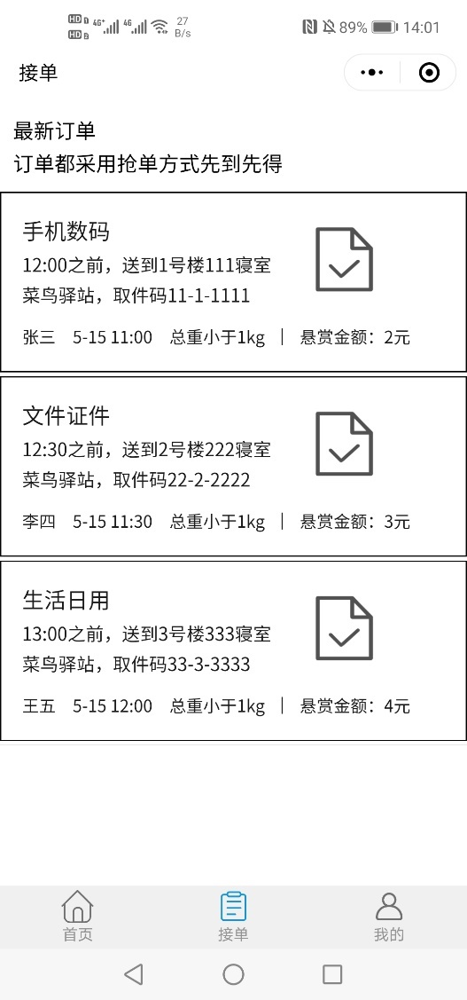 HD 1 4G+ 4G 27 B/s 89% 14:01
HD 2
接单
最新订单
订单都采用抢单方式先到先得
手机数码
12:00之前，送到1号楼111寝室
菜鸟驿站，取件码11-1-1111
张三 5-15 11:00 总重小于1kg | 悬赏金额：2元
文件证件
12:30之前，送到2号楼222寝室
菜鸟驿站，取件码22-2-2222
李四 5-15 11:30 总重小于1kg | 悬赏金额：3元
生活日用
13:00之前，送到3号楼333寝室
菜鸟驿站，取件码33-3-3333
王五 5-15 12:00 总重小于1kg | 悬赏金额：4元
首页 接单 我的